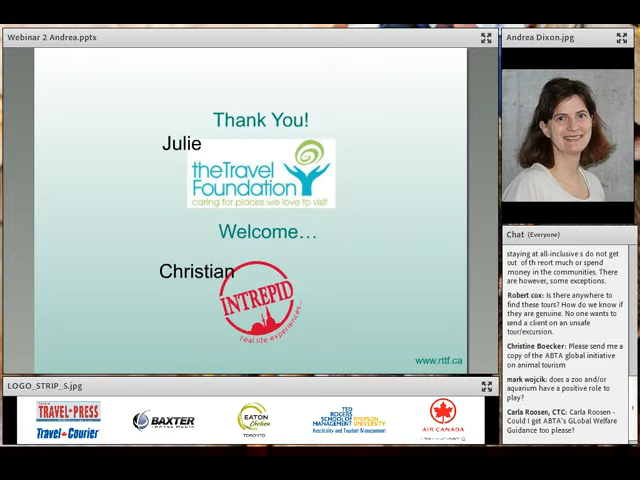 Webinar 2 Andrea.pptx
Thank You!
Julie
theTravel
Foundation
caring for places we love to visit
Welcome…
Christian
INTREPID
real life experiences...
www.rttf.ca
Andrea Dixon.jpg
Chat (Everyone)
staying at all-inclusive s do not get
out of th reort much or spend
money in the communities. There
are however, some exceptions.
Robert cox: Is there anywhere to
find these tours? How do we know if
they are genuine. No one wants to
send a client on an unsafe
tour/excursion.
Christine Boecker: Please send me a
copy of the ABTA global initiative
on animal tourism
mark wojcik: does a zoo and/or
aquarium have a positive role to
play?
Carla Roosen, CTC: Carla Roosen -
Could I get ABTA's GLobal Welfare
Guidance too please?
LOGO_STRIP_5.jpg
TRAVEL PRESS
Travel Courier
BAXTER
TRAVEL MEDIA
EATON
Chelsea
TORONTO
TED
ROGERS
SCHOOL OF
MANAGEMENT
RYERSON
UNIVERSITY
Hospitality and Tourism Management
AIR CANADA